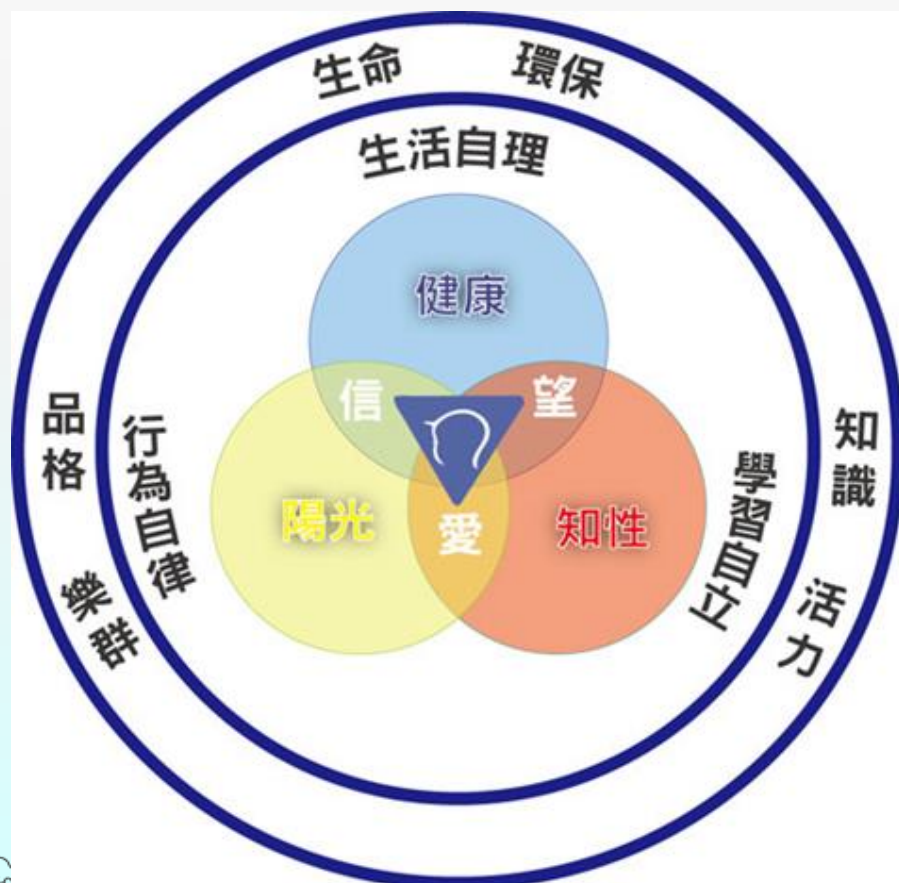 生命
環保
生活自理
健康
信
望
品格
行為自律
陽光
愛
知性
學習自立
知識
樂群
活力